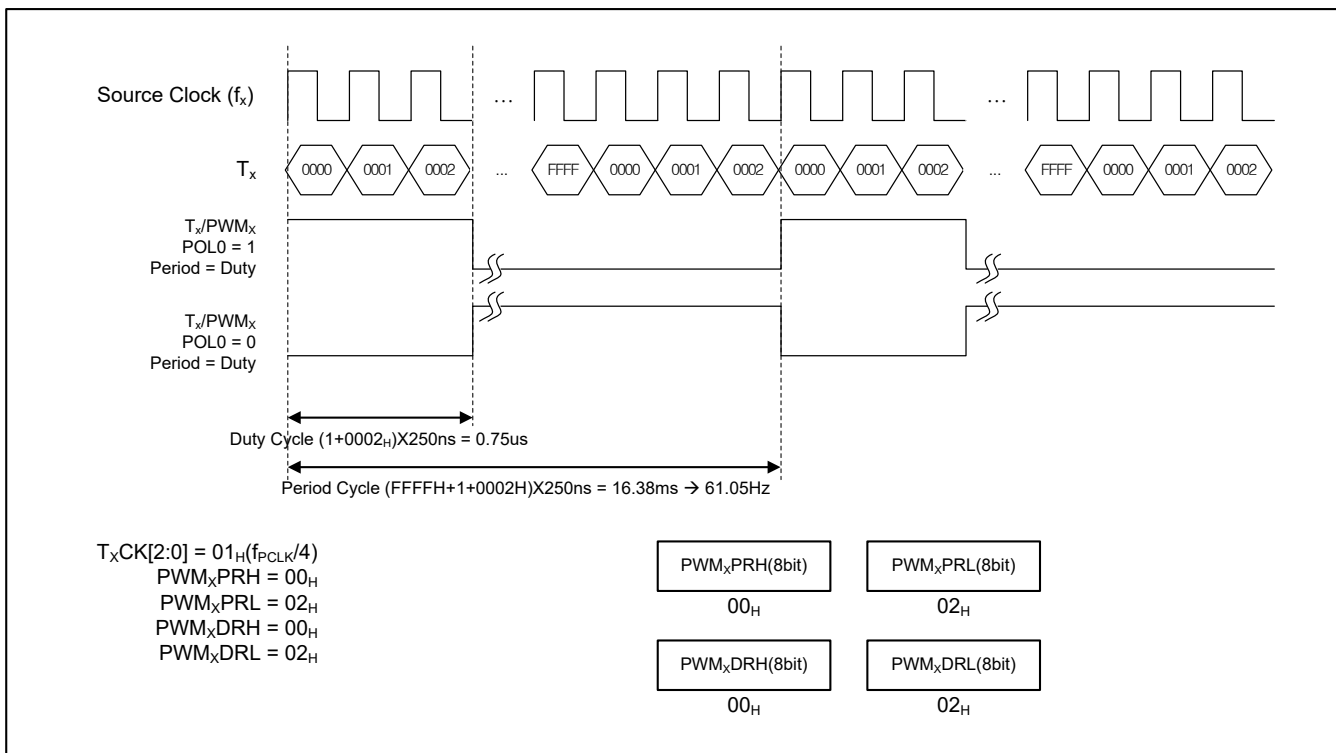 Source Clock (fx)
… …
Tx
0000 0001 0002 ... FFFF 0000 0001 0002 0000 0001 0002 ... FFFF 0000 0001 0002
Tx/PWMX
POL0 = 1
Period = Duty
Tx/PWMX
POL0 = 0
Period = Duty
Duty Cycle (1+0002H)X250ns = 0.75us
Period Cycle (FFFFH+1+0002H)X250ns = 16.38ms → 61.05Hz
TXCK[2:0] = 01H(fPCLK/4)
PWMXPRH = 00H
PWMXPRL = 02H
PWMXDRH = 00H
PWMXDRL = 02H
PWMXPRH(8bit) PWMXPRL(8bit)
00H 02H
PWMXDRH(8bit) PWMXDRL(8bit)
00H 02H